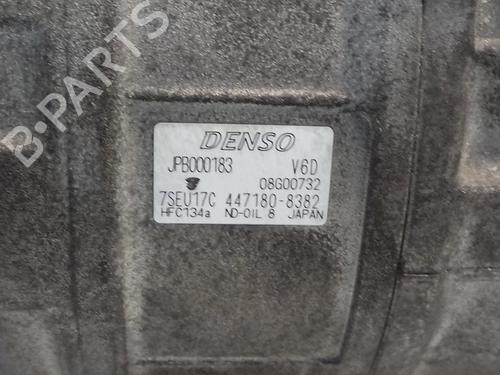 B-PARTS
DENSO
JPB000183 V6D
08G00732
7SEU17C 447180-8382
HFC134a ND-OIL 8 JAPAN